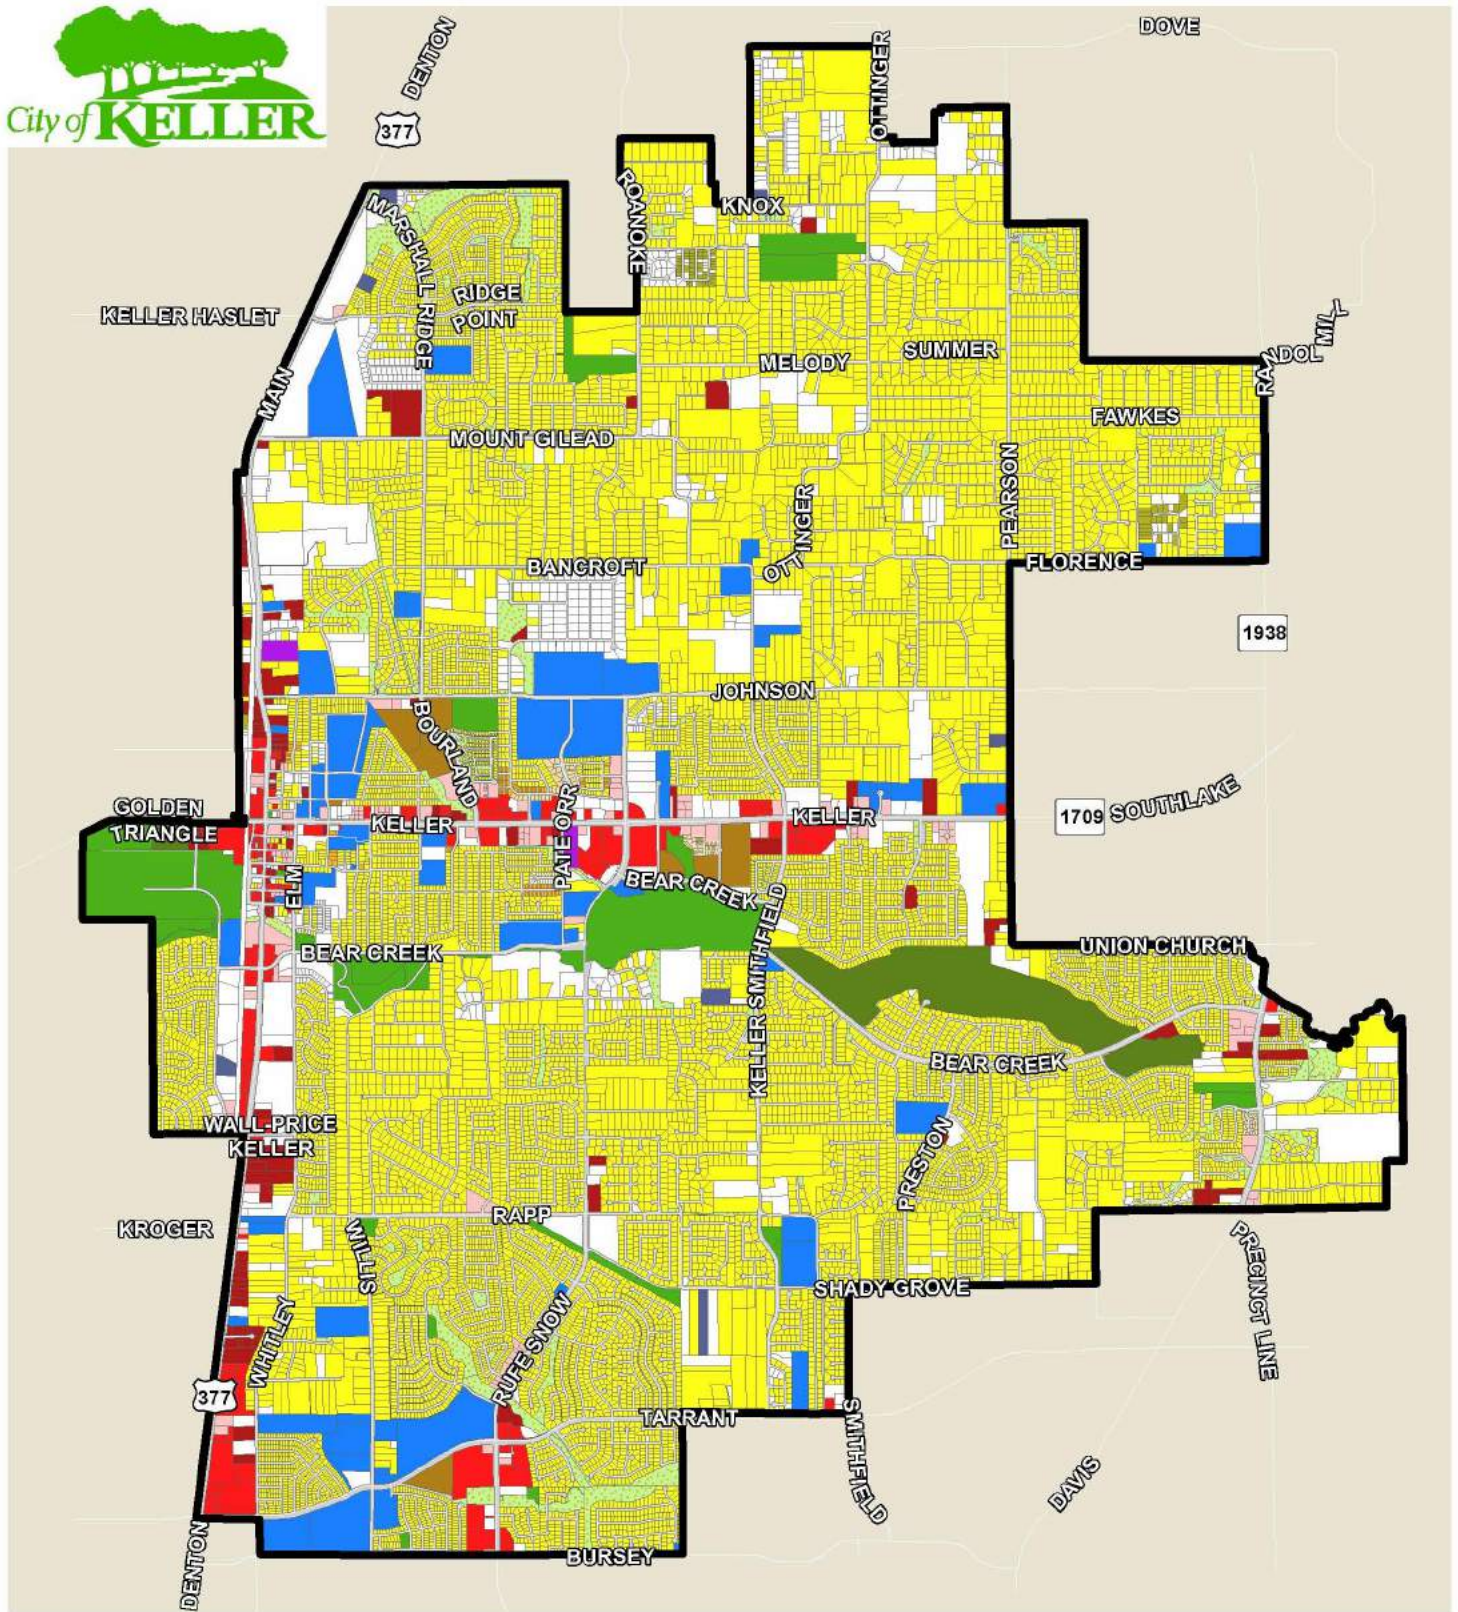 DOVE
DENTON
OTTINGER
City of KELLER
377
ROANOKE
KNOX
MARSHALL RIDGE
RIDGE
POINT
KELLER HASLET
SUMMER
MELODY
RANDOL MILL
MAIN
FAWKES
MOUNT GILEAD
PEARSON
OTTINGER
BANCROFT
FLORENCE
1938
JOHNSON
BOURLAND
GOLDEN
TRIANGLE
KELLER
KELLER
1709
SOUTHLAKE
PATE-ORR
ELM
BEAR CREEK
KELLER SMITHFIELD
BEAR CREEK
UNION CHURCH
BEAR CREEK
WALL-PRICE
KELLER
PRESTON
RAPP
KROGER
WILLIS
SHADY GROVE
PRECINCT LINE
WHITLEY
RUFE SNOW
377
TARRANT
SMITHFIELD
DAVIS
DENTON
BURSEY